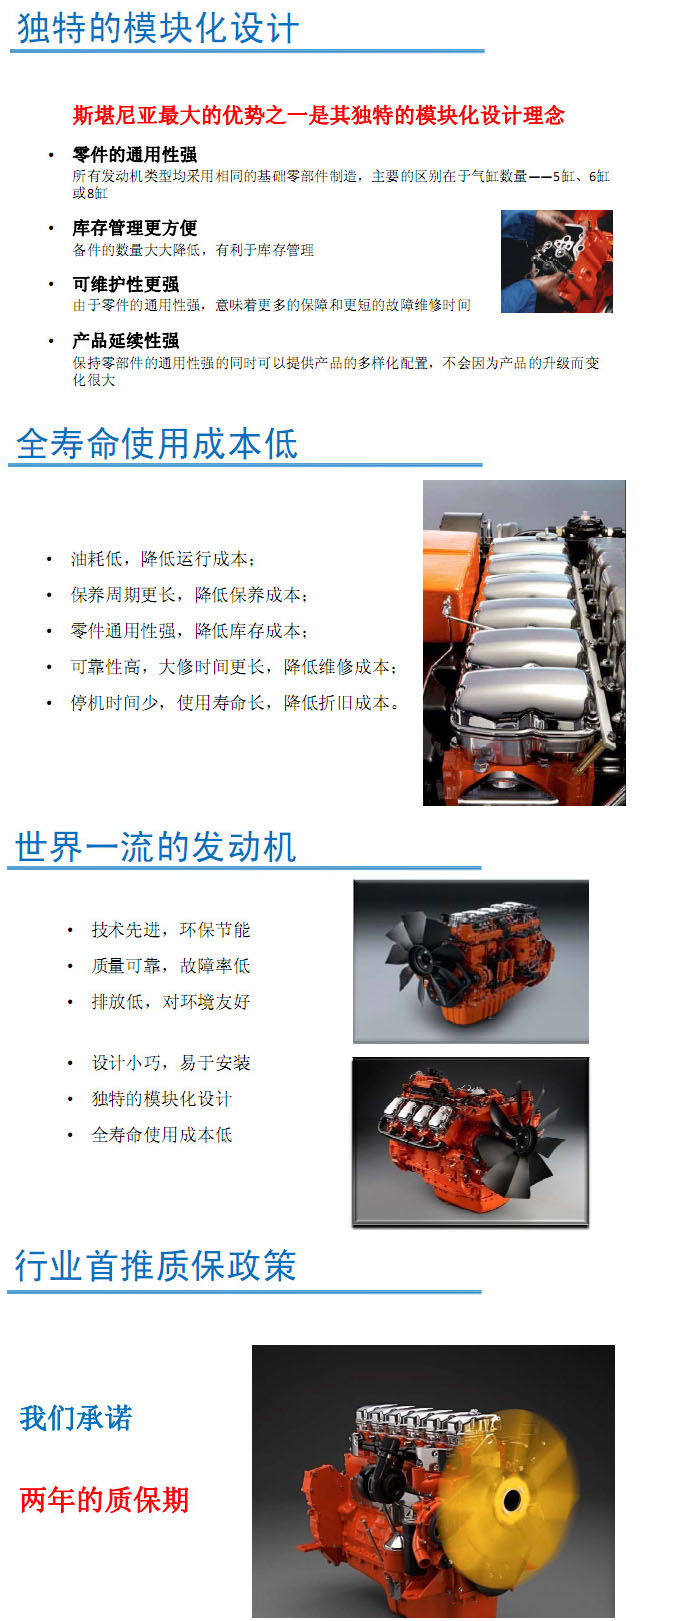 独特的模块化设计
斯堪尼亚最大的优势之一是其独特的模块化设计理念
• 零件的通用性强
所有发动机类型均采用相同的基础零部件制造，主要的区别在于气缸数量——5缸、6缸
或8缸
• 库存管理更方便
备件的数量大大降低，有利于库存管理
• 可维护性更强
由于零件的通用性强，意味着更多的保障和更短的故障维修时间
• 产品延续性强
保持零部件的通用性强的同时可以提供产品的多样化配置，不会因为产品的升级而变
化很大
全寿命使用成本低
• 油耗低，降低运行成本；
• 保养周期更长，降低保养成本；
• 零件通用性强，降低库存成本；
• 可靠性高，大修时间更长，降低维修成本；
• 停机时间少，使用寿命长，降低折旧成本。
世界一流的发动机
• 技术先进，环保节能
• 质量可靠，故障率低
• 排放低，对环境友好
• 设计小巧，易于安装
• 独特的模块化设计
• 全寿命使用成本低
行业首推质保政策
我们承诺
两年的质保期